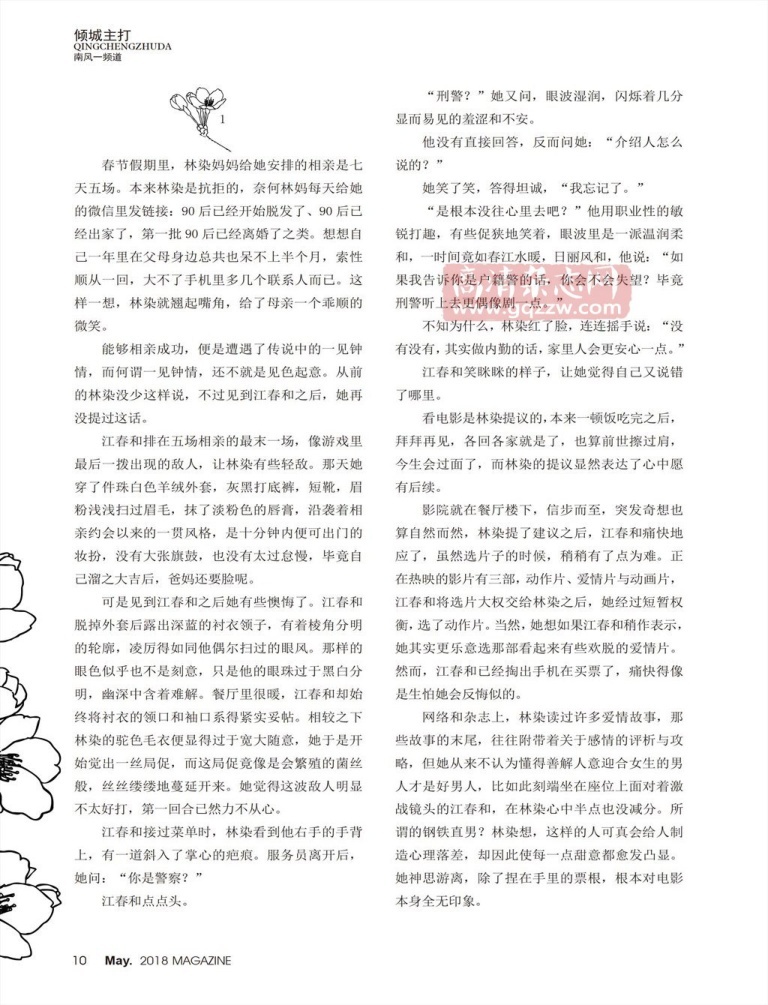 倾城主打
QINGCHENGZHUDA
南风一频道
1
春节假期里，林染妈妈给她安排的相亲是七
天五场。本来林染是抗拒的，奈何林妈每天给她
的微信里发链接：90 后已经开始脱发了、90 后已
经出家了，第一批 90 后已经离婚了之类。想想自
己一年里在父母身边总共也呆不上半个月，索性
顺从一回，大不了手机里多几个联系人而已。这
样一想，林染就翘起嘴角，给了母亲一个乖顺的
微笑。
能够相亲成功，便是遭遇了传说中的一见钟
情，而何谓一见钟情，还不就是见色起意。从前
的林染没少这样说，不过见到江春和之后，她再
没提过这话。
江春和排在五场相亲的最末一场，像游戏里
最后一拨出现的敌人，让林染有些轻敌。那天她
穿了件珠白色羊绒外套，灰黑打底裤，短靴，眉
粉浅浅扫过眉毛，抹了淡粉色的唇膏，沿袭着相
亲约会以来的一贯风格，是十分钟内便可出门的
妆扮，没有大张旗鼓，也没有太过怠慢，毕竟自
己溜之大吉后，爸妈还要脸呢。
可是见到江春和之后她有些懊悔了。江春和
脱掉外套后露出深蓝的衬衣领子，有着棱角分明
的轮廓，凌厉得如同他偶尔扫过的眼风。那样的
眼色似乎也不是刻意，只是他的眼珠过于黑白分
明，幽深中含着难解。餐厅里很暖，江春和却始
终将衬衣的领口和袖口系得紧实妥帖。相较之下
林染的驼色毛衣便显得过于宽大随意，她于是开
始觉出一丝局促，而这局促竟像是会繁殖的菌丝
般，丝丝缕缕地蔓延开来。她觉得这波敌人明显
不太好打，第一回合已然力不从心。
江春和接过菜单时，林染看到他右手的手背
上，有一道斜入了掌心的疤痕。服务员离开后，
她问：“你是警察？”
江春和点点头。
“刑警？”她又问，眼波湿润，闪烁着几分
显而易见的羞涩和不安。
他没有直接回答，反而问她：“介绍人怎么
说的？”
她笑了笑，答得坦诚，“我忘记了。”
“是根本没往心里去吧？”他用职业性的敏
锐打趣，有些促狭地笑着，眼波里是一派温润柔
和，一时间竟如春江水暖，日丽风和，他说：“如
果我告诉你是户籍警的话，你会不会失望？毕竟
刑警听上去更偶像剧一点。”
高清杂志网
www.gqzzw.com
不知为什么，林染红了脸，连连摇手说：“没
有没有，其实做内勤的话，家里人会更安心一点。”
江春和笑眯眯的样子，让她觉得自己又说错
了哪里。
看电影是林染提议的，本来一顿饭吃完之后，
拜拜再见，各回各家就是了，也算前世擦过肩，
今生会过面了，而林染的提议显然表达了心中愿
有后续。
影院就在餐厅楼下，信步而至，突发奇想也
算自然而然，林染提了建议之后，江春和痛快地
应了，虽然选片子的时候，稍稍有了点为难。正
在热映的影片有三部，动作片、爱情片与动画片，
江春和将选片大权交给林染之后，她经过短暂权
衡，选了动作片。当然，她想如果江春和稍作表示，
她其实更乐意选那部看起来有些欢脱的爱情片。
然而，江春和已经掏出手机在买票了，痛快得像
是生怕她会反悔似的。
网络和杂志上，林染读过许多爱情故事，那
些故事的末尾，往往附带着关于感情的评析与攻
略，但她从来不认为懂得善解人意迎合女生的男
人才是好男人，比如此刻端坐在座位上面对着激
战镜头的江春和，在林染心中半点也没减分。所
谓的钢铁直男？林染想，这样的人可真会给人制
造心理落差，却因此使每一点甜意都愈发凸显。
她神思游离，除了捏在手里的票根，根本对电影
本身全无印象。
10 May. 2018 MAGAZINE